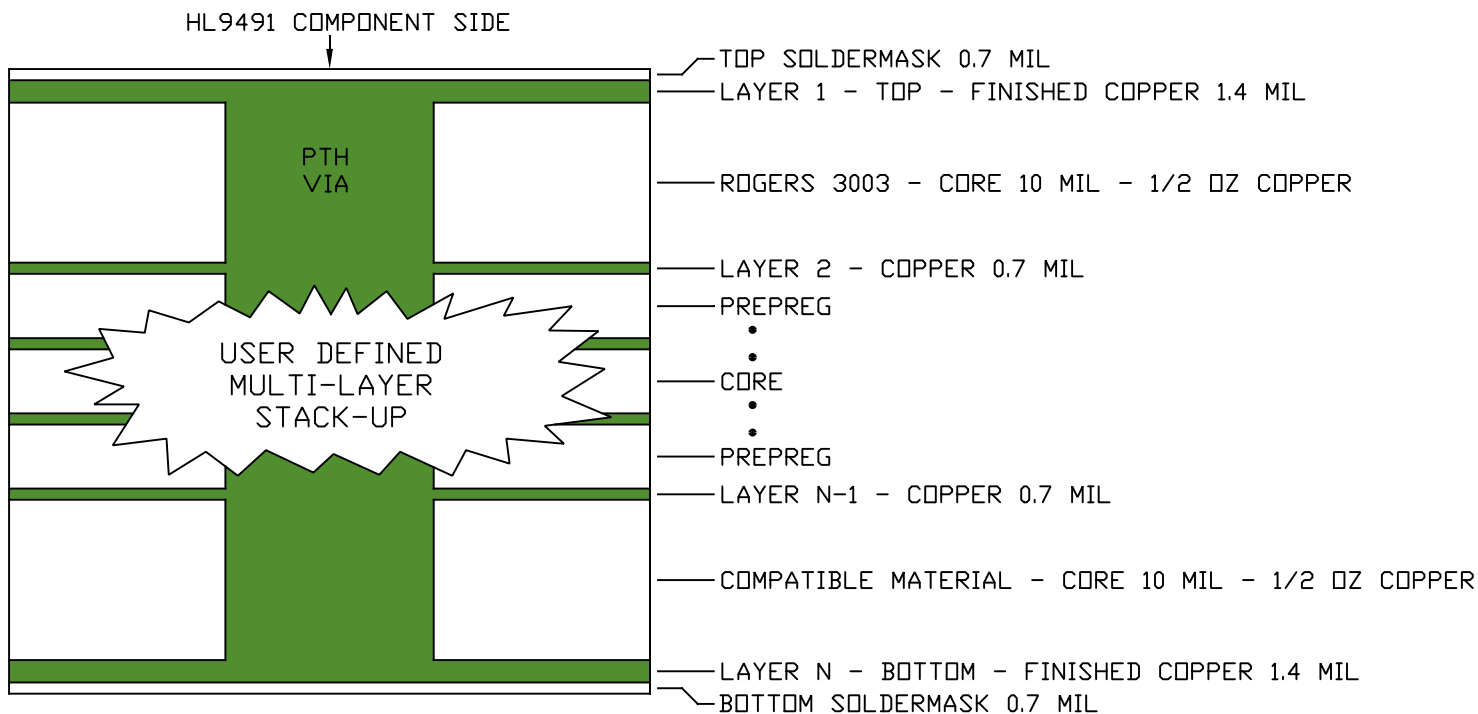 HL9491 COMPONENT SIDE
TOP SOLDERMASK 0.7 MIL
LAYER 1 - TOP - FINISHED COPPER 1.4 MIL
PTH
VIA
ROGERS 3003 - CORE 10 MIL - 1/2 OZ COPPER
LAYER 2 - COPPER 0.7 MIL
PREPREG
USER DEFINED
MULTI-LAYER
STACK-UP
CORE
PREPREG
LAYER N-1 - COPPER 0.7 MIL
COMPATIBLE MATERIAL - CORE 10 MIL - 1/2 OZ COPPER
LAYER N - BOTTOM - FINISHED COPPER 1.4 MIL
BOTTOM SOLDERMASK 0.7 MIL